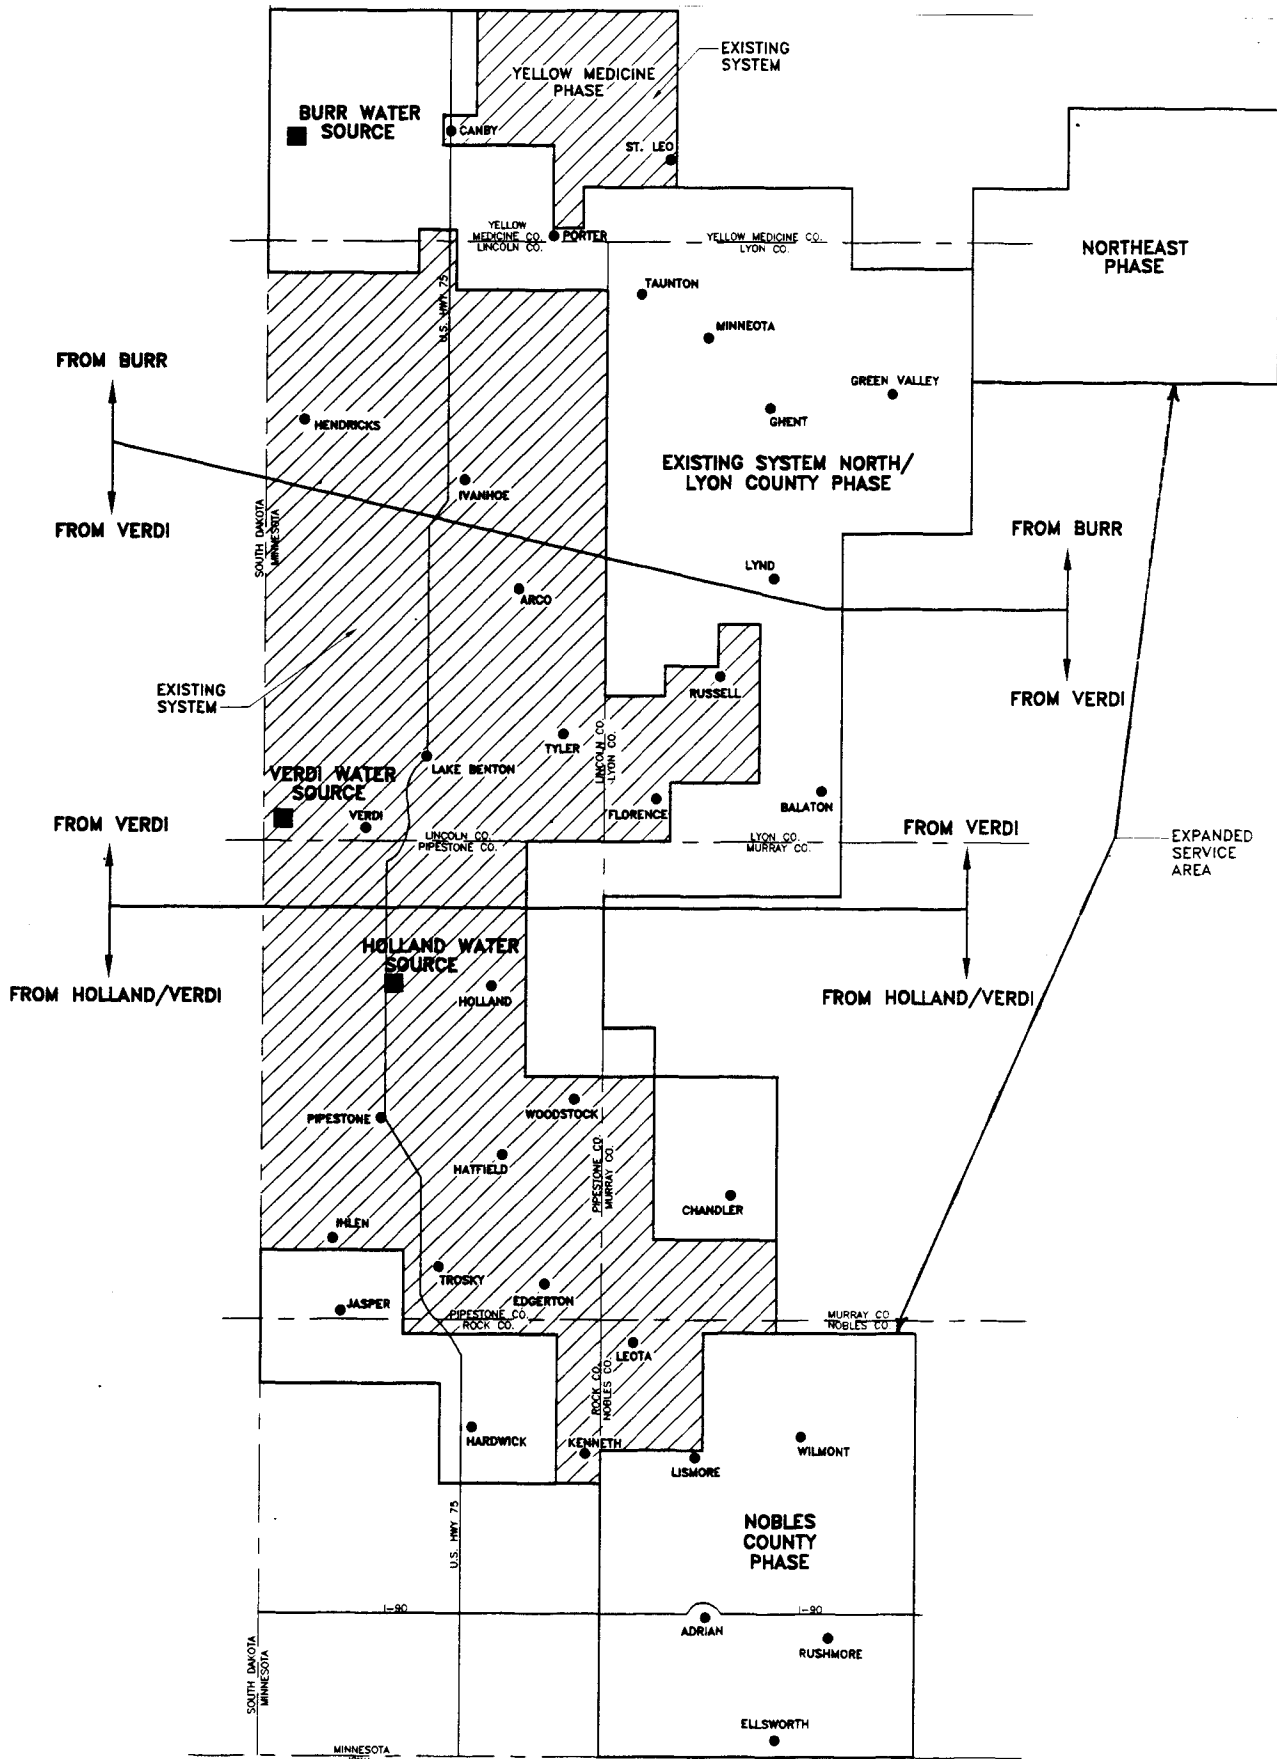 EXISTING
SYSTEM
YELLOW MEDICINE
PHASE
BURR WATER
SOURCE
CANBY
ST. LEO
YELLOW
MEDICINE CO.
LINCOLN CO.
PORTER
YELLOW MEDICINE CO.
LYON CO.
NORTHEAST
PHASE
TAUNTON
U.S. HWY 75
MINNEOTA
FROM BURR
GREEN VALLEY
HENDRICKS
GHENT
EXISTING SYSTEM NORTH/
LYON COUNTY PHASE
IVANHOE
FROM VERDI
SOUTH DAKOTA
MINNESOTA
FROM BURR
LYND
ARCO
EXISTING
SYSTEM
RUSSELL
FROM VERDI
TYLER
LINCOLN CO.
LYON CO.
LAKE BENTON
VERDI WATER
SOURCE
FLORENCE
BALATON
FROM VERDI
VERDI
LINCOLN CO.
PIPESTONE CO.
LYON CO.
MURRAY CO.
FROM VERDI
EXPANDED
SERVICE
AREA
HOLLAND WATER
SOURCE
FROM HOLLAND/VERDI
HOLLAND
FROM HOLLAND/VERDI
PIPESTONE
WOODSTOCK
HATFIELD
PIPESTONE CO.
MURRAY CO.
CHANDLER
IHLEN
TROSKY
EDGERTON
JASPER
PIPESTONE CO.
ROCK CO.
MURRAY CO.
NOBLES CO.
LEOTA
ROCK CO.
NOBLES CO.
HARDWICK
KENNETH
LISMORE
WILMONT
U.S. HWY 75
NOBLES
COUNTY
PHASE
I-90
I-90
ADRIAN
RUSHMORE
SOUTH DAKOTA
MINNESOTA
ELLSWORTH
MINNESOTA